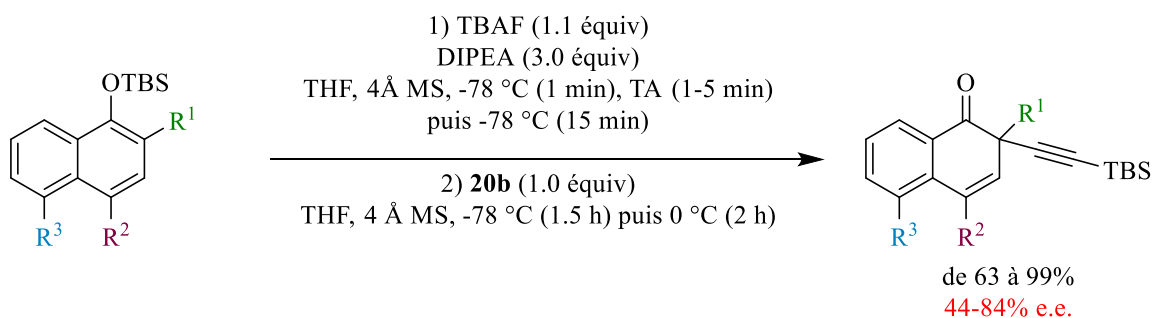 1) TBAF (1.1 équiv)
DIPEA (3.0 équiv)
THF, 4Å MS, -78 °C (1 min), TA (1-5 min)
puis -78 °C (15 min)
2) 20b (1.0 équiv)
THF, 4 Å MS, -78 °C (1.5 h) puis 0 °C (2 h)
OTBS
R¹
R³
R²
O
R¹
TBS
R³
R²
de 63 à 99%
44-84% e.e.